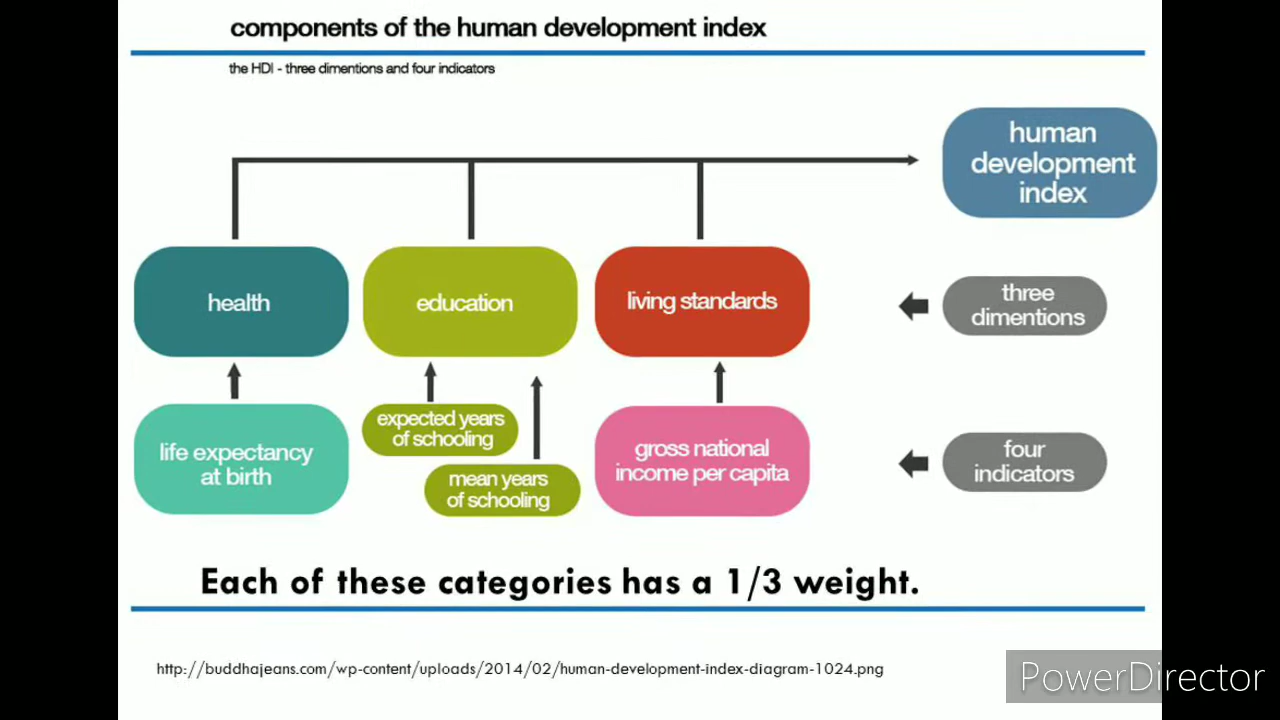 components of the human development index
the HDI - three dimentions and four indicators
human
development
index
health
education
living standards
three
dimentions
life expectancy
at birth
expected years
of schooling
mean years
of schooling
gross national
income per capita
four
indicators
Each of these categories has a 1/3 weight.
http://buddhajeans.com/wp-content/uploads/2014/02/human-development-index-diagram-1024.png
PowerDirector